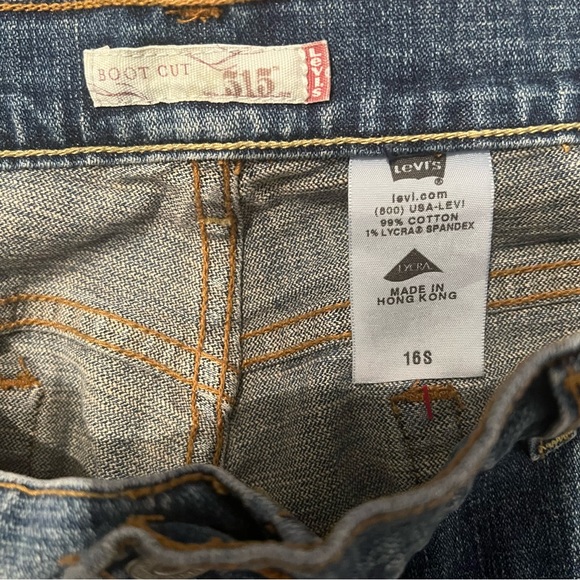 BOOT CUT 515™ Levi's
LEVI'S ®
levi.com
(800) USA-LEVI
99% COTTON
1% LYCRA® SPANDEX
LYCRA®
MADE IN
HONG KONG
16S